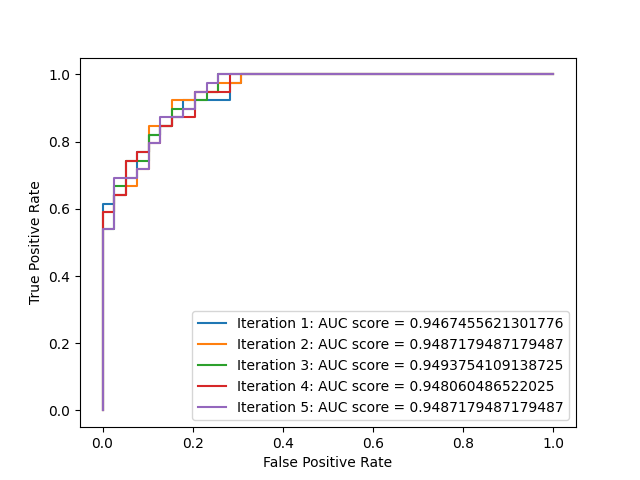 1.0
0.8
0.6
0.4
0.2
0.0
True Positive Rate
Iteration 1: AUC score = 0.9467455621301776
Iteration 2: AUC score = 0.9487179487179487
Iteration 3: AUC score = 0.9493754109138725
Iteration 4: AUC score = 0.948060486522025
Iteration 5: AUC score = 0.9487179487179487
0.0 0.2 0.4 0.6 0.8 1.0
False Positive Rate